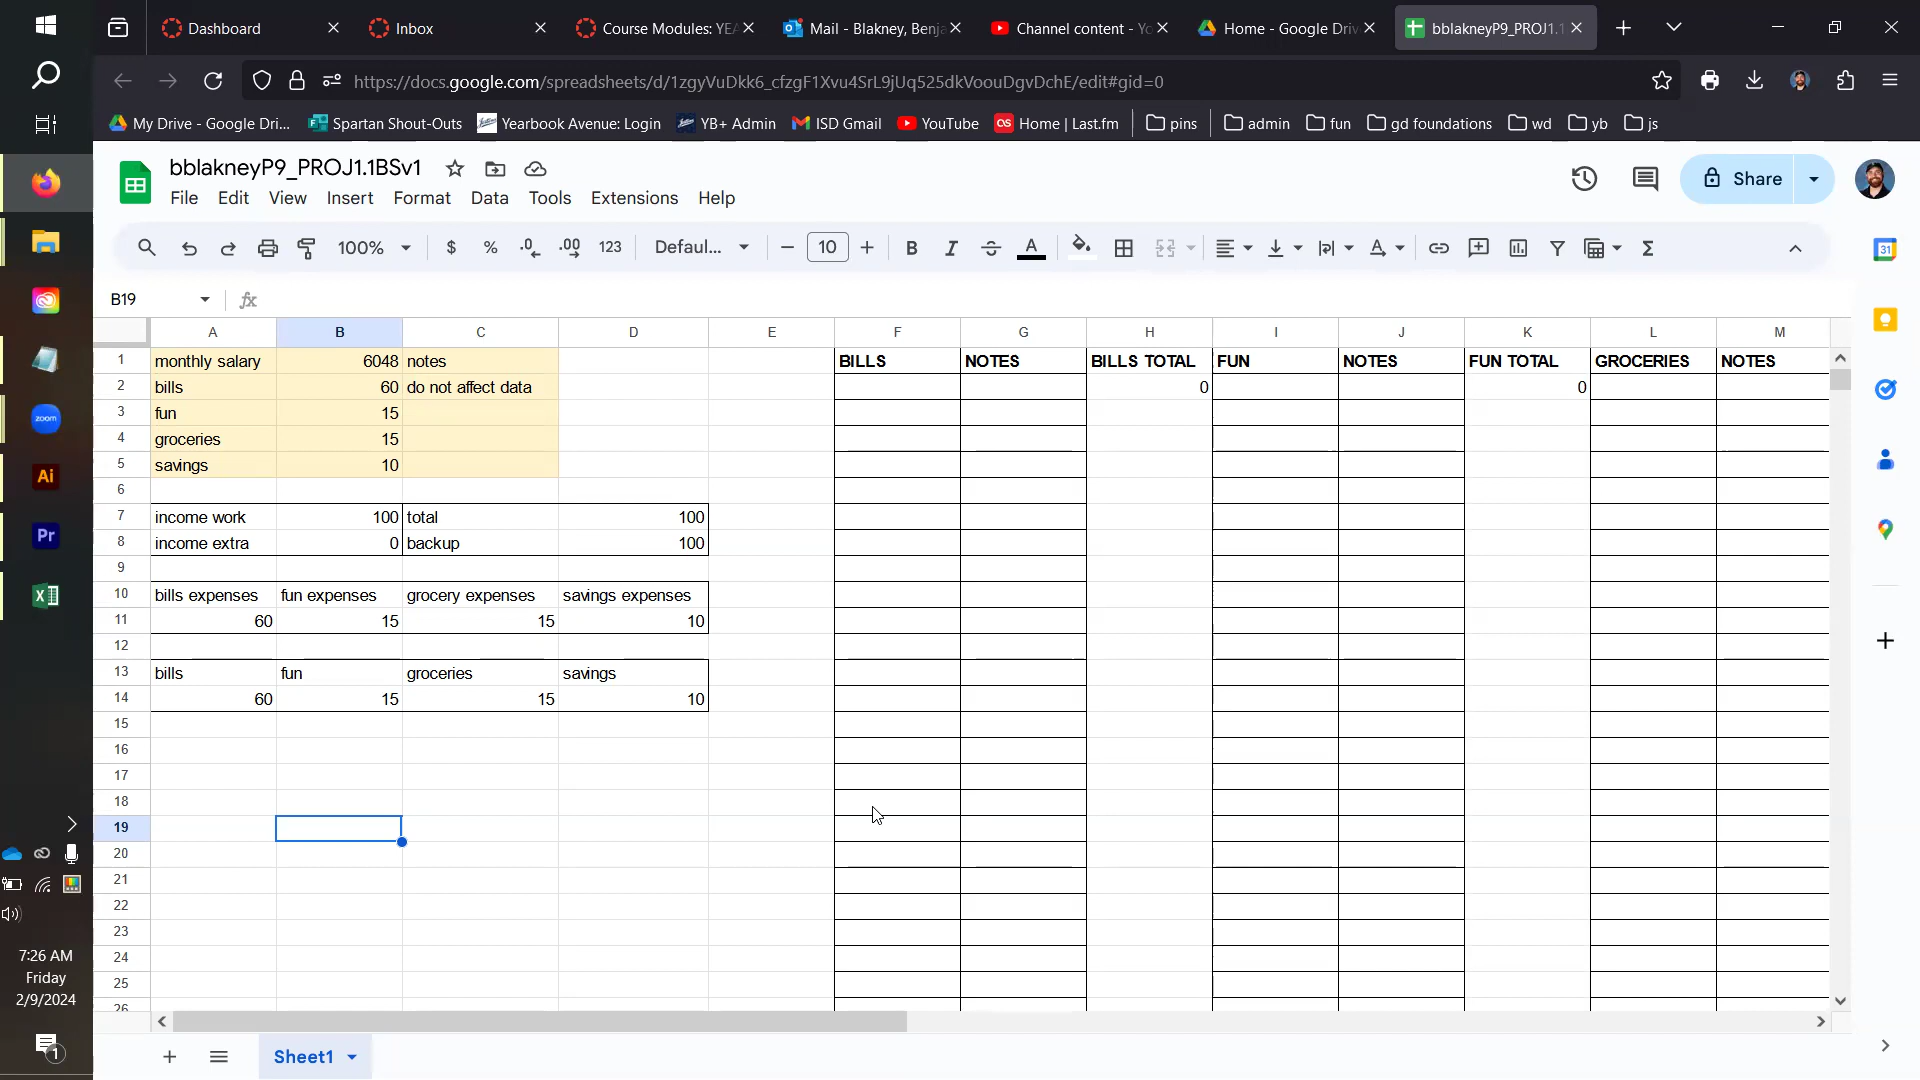 Dashboard
Inbox
Course Modules: YEA
Mail - Blakney, Benja
Channel content - Yo
Home - Google Driv
bblakneyP9_PROJ1.1
https://docs.google.com/spreadsheets/d/1zgyVuDkk6_cfzgF1Xvu4SrL9jUq525dkVoouDgvDchE/edit#gid=0
My Drive - Google Dri... Spartan Shout-Outs Yearbook Avenue: Login YB+ Admin ISD Gmail YouTube Home | Last.fm pins admin fun gd foundations wd yb js
bblakneyP9_PROJ1.1BSv1
File Edit View Insert Format Data Tools Extensions Help
Share
100% $ % .0 .00 123 Defaul... 10 B I S A
B19 fx
A B C D E F G H I J K L M
1 monthly salary 6048 notes BILLS NOTES BILLS TOTAL FUN NOTES FUN TOTAL GROCERIES NOTES
2 bills 60 do not affect data 0 0
3 fun 15
4 groceries 15
5 savings 10
6
7 income work 100 total 100
8 income extra 0 backup 100
9
10 bills expenses fun expenses grocery expenses savings expenses
11 60 15 15 10
12
13 bills fun groceries savings
14 60 15 15 10
15
16
17
18
19
20
21
22
23
24
25
26
Sheet1
zoom
Ai
Pr
7:26 AM
Friday
2/9/2024
1
31